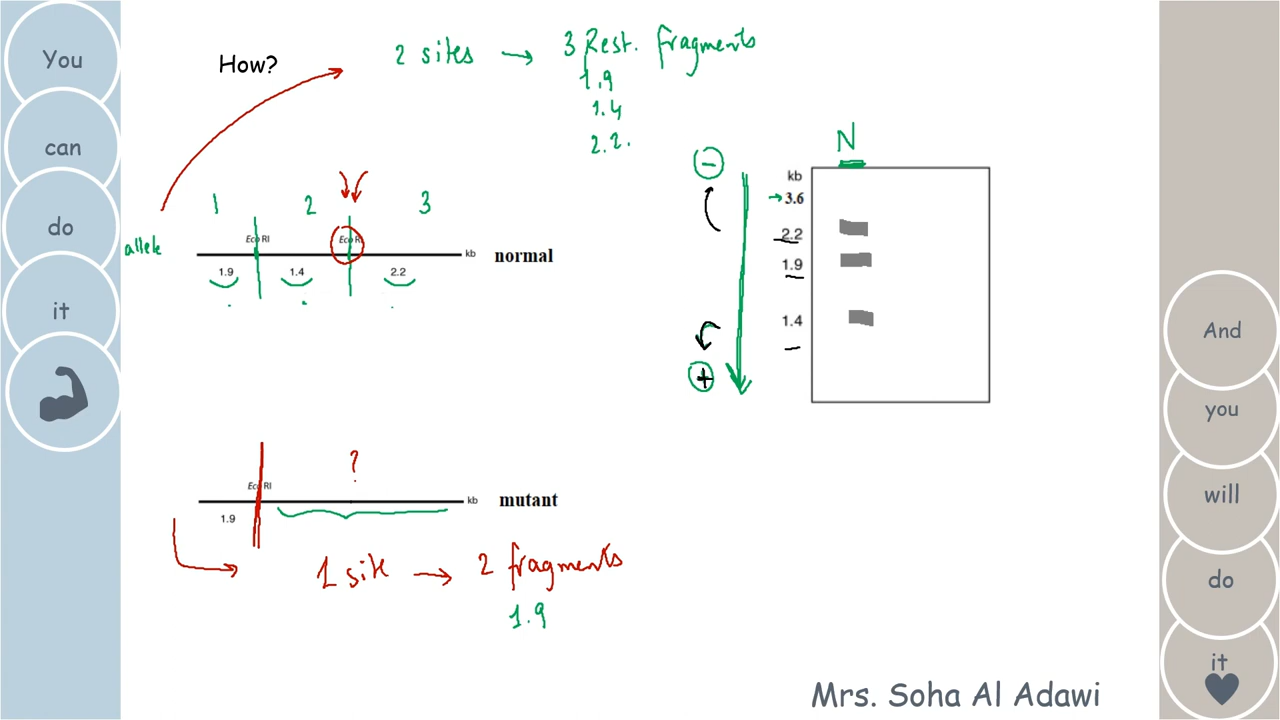 You
can
do
it
How?
2 sites → 3 Rest. fragments
1.9
1.4
2.2.
1 2 3
allele
EcoRI EcoRI
kb normal
1.9 1.4 2.2
N
−
kb
→3.6
2.2
1.9
1.4
+
?
EcoRI
kb mutant
1.9
1 site → 2 fragments
1.9
And
you
will
do
it
Mrs. Soha Al Adawi